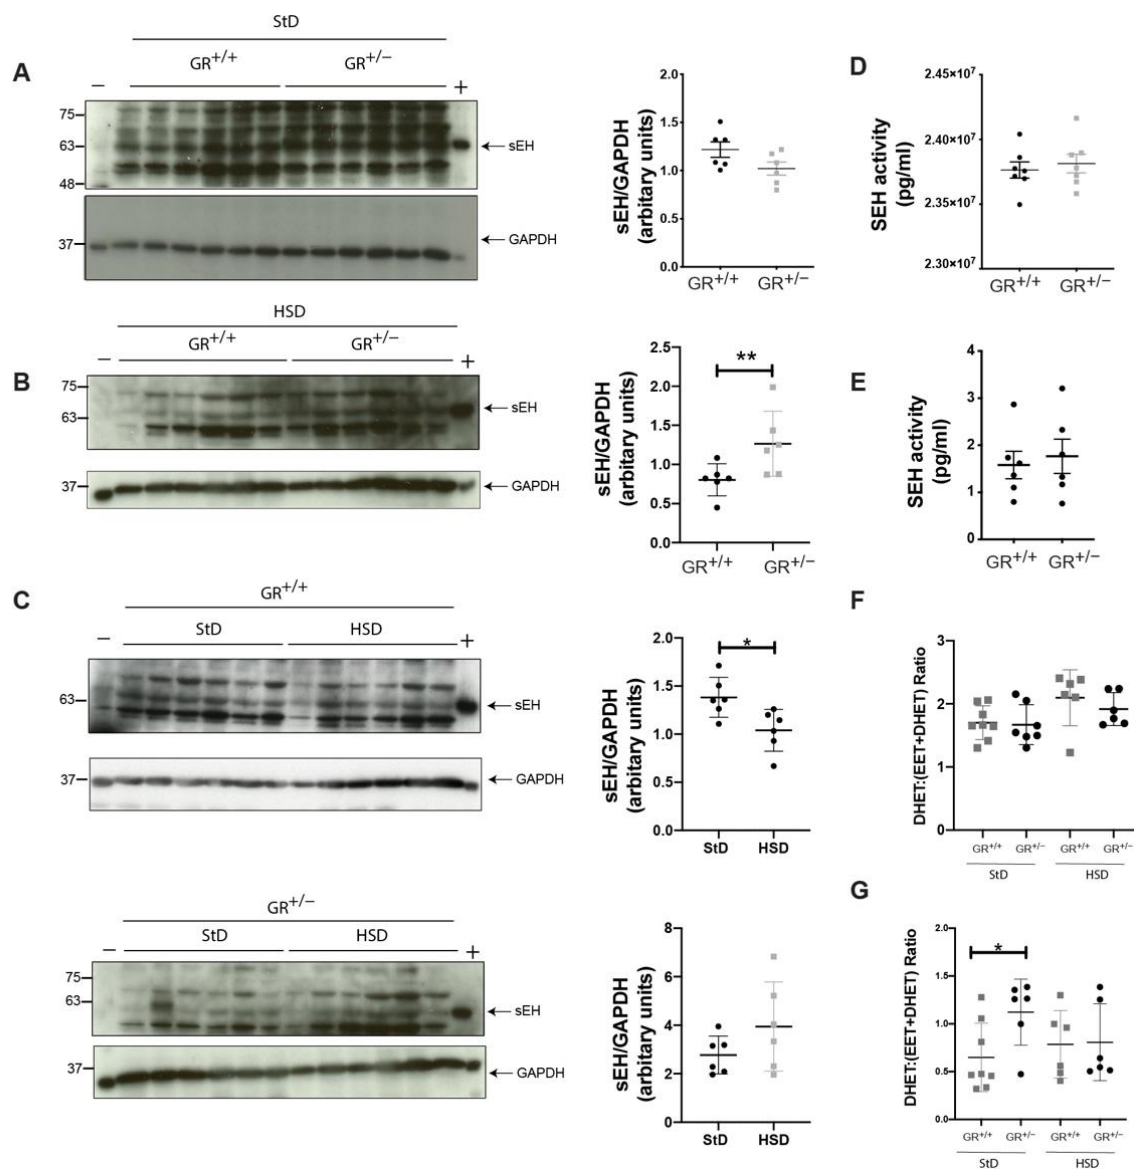 StD
A
GR+/+
GR+/−
−
+
75
63
48
sEH
37
GAPDH
2.0
1.5
1.0
0.5
0.0
sEH/GAPDH
(arbitary units)
GR+/+
GR+/−
D
2.45×10⁷
2.40×10⁷
2.35×10⁷
2.30×10⁷
SEH activity
(pg/ml)
GR+/+
GR+/−
HSD
B
GR+/+
GR+/−
−
+
75
63
sEH
37
GAPDH
2.5
2.0
1.5
1.0
0.5
0.0
sEH/GAPDH
(arbitary units)
**
GR+/+
GR+/−
E
4
3
2
1
0
SEH activity
(pg/ml)
GR+/+
GR+/−
C
GR+/+
StD
HSD
−
+
63
sEH
37
GAPDH
2.0
1.5
1.0
0.5
0.0
sEH/GAPDH
(arbitary units)
*
StD
HSD
F
3
2
1
0
DHET:(EET+DHET) Ratio
GR+/+
GR+/−
GR+/+
GR+/−
StD
HSD
GR+/−
StD
HSD
−
+
75
63
sEH
37
GAPDH
8
6
4
2
0
sEH/GAPDH
(arbitary units)
StD
HSD
G
2.0
1.5
1.0
0.5
0.0
DHET:(EET+DHET) Ratio
*
GR+/+
GR+/−
GR+/+
GR+/−
StD
HSD